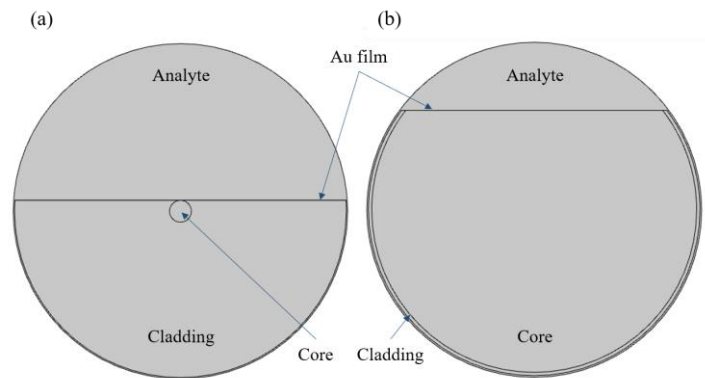 (a)
(b)
Au film
Analyte
Analyte
Cladding
Core
Cladding
Core